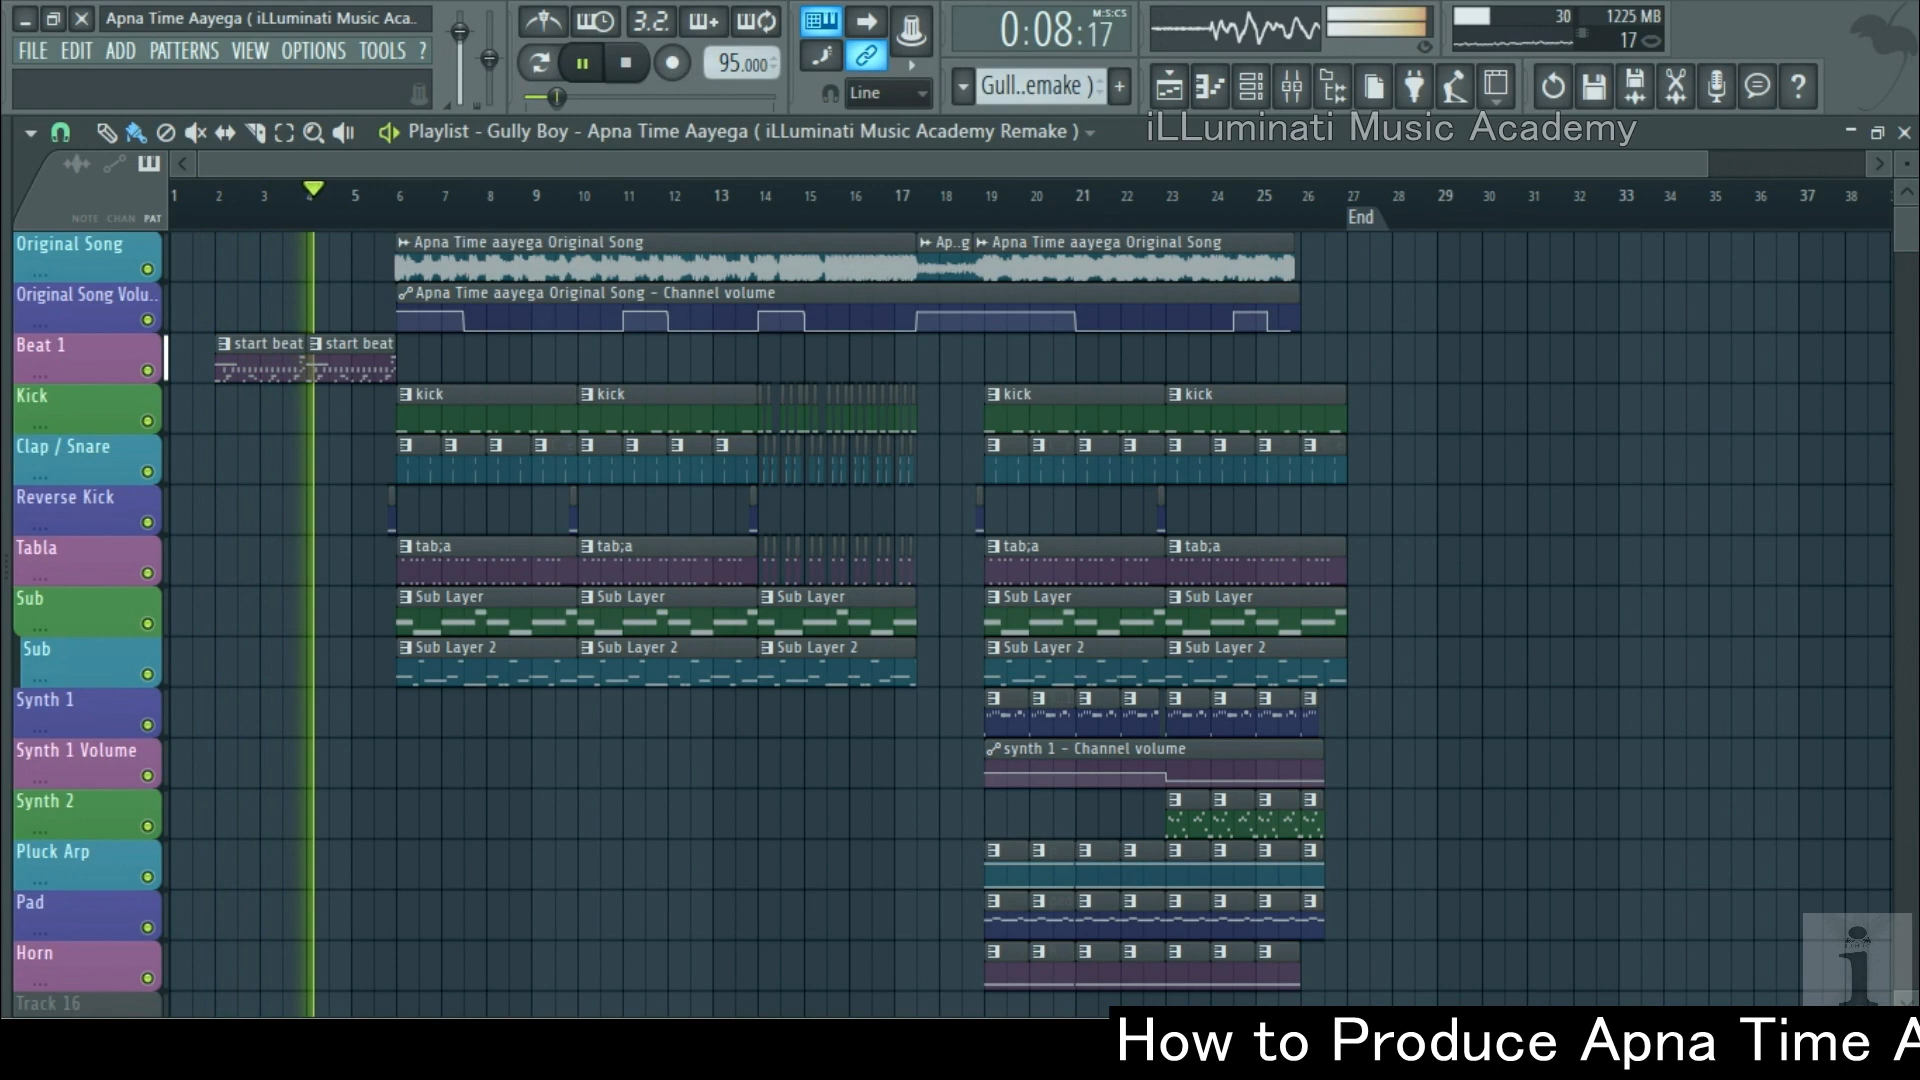 Apna Time Aayega ( iLLuminati Music Aca..
FILE EDIT ADD PATTERNS VIEW OPTIONS TOOLS ?
3.2.
95.000
Line
0:08:17
M:S:CS
Gull..emake )
30
1225 MB
17
Playlist - Gully Boy - Apna Time Aayega ( iLLuminati Music Academy Remake )
iLLuminati Music Academy
NOTE CHAN PAT
1 2 3 4 5 6 7 8 9 10 11 12 13 14 15 16 17 18 19 20 21 22 23 24 25 26 27 28 29 30 31 32 33 34 35 36 37 38
End
Original Song
Apna Time aayega Original Song
Ap..g
Apna Time aayega Original Song
Original Song Volu..
Apna Time aayega Original Song - Channel volume
Beat 1
start beat
start beat
Kick
kick
kick
kick
kick
Clap / Snare
Reverse Kick
Tabla
tab;a
tab;a
tab;a
tab;a
Sub
Sub Layer
Sub Layer
Sub Layer
Sub Layer
Sub Layer
Sub
Sub Layer 2
Sub Layer 2
Sub Layer 2
Sub Layer 2
Sub Layer 2
Synth 1
Synth 1 Volume
synth 1 - Channel volume
Synth 2
Pluck Arp
Pad
Horn
Track 16
How to Produce Apna Time A